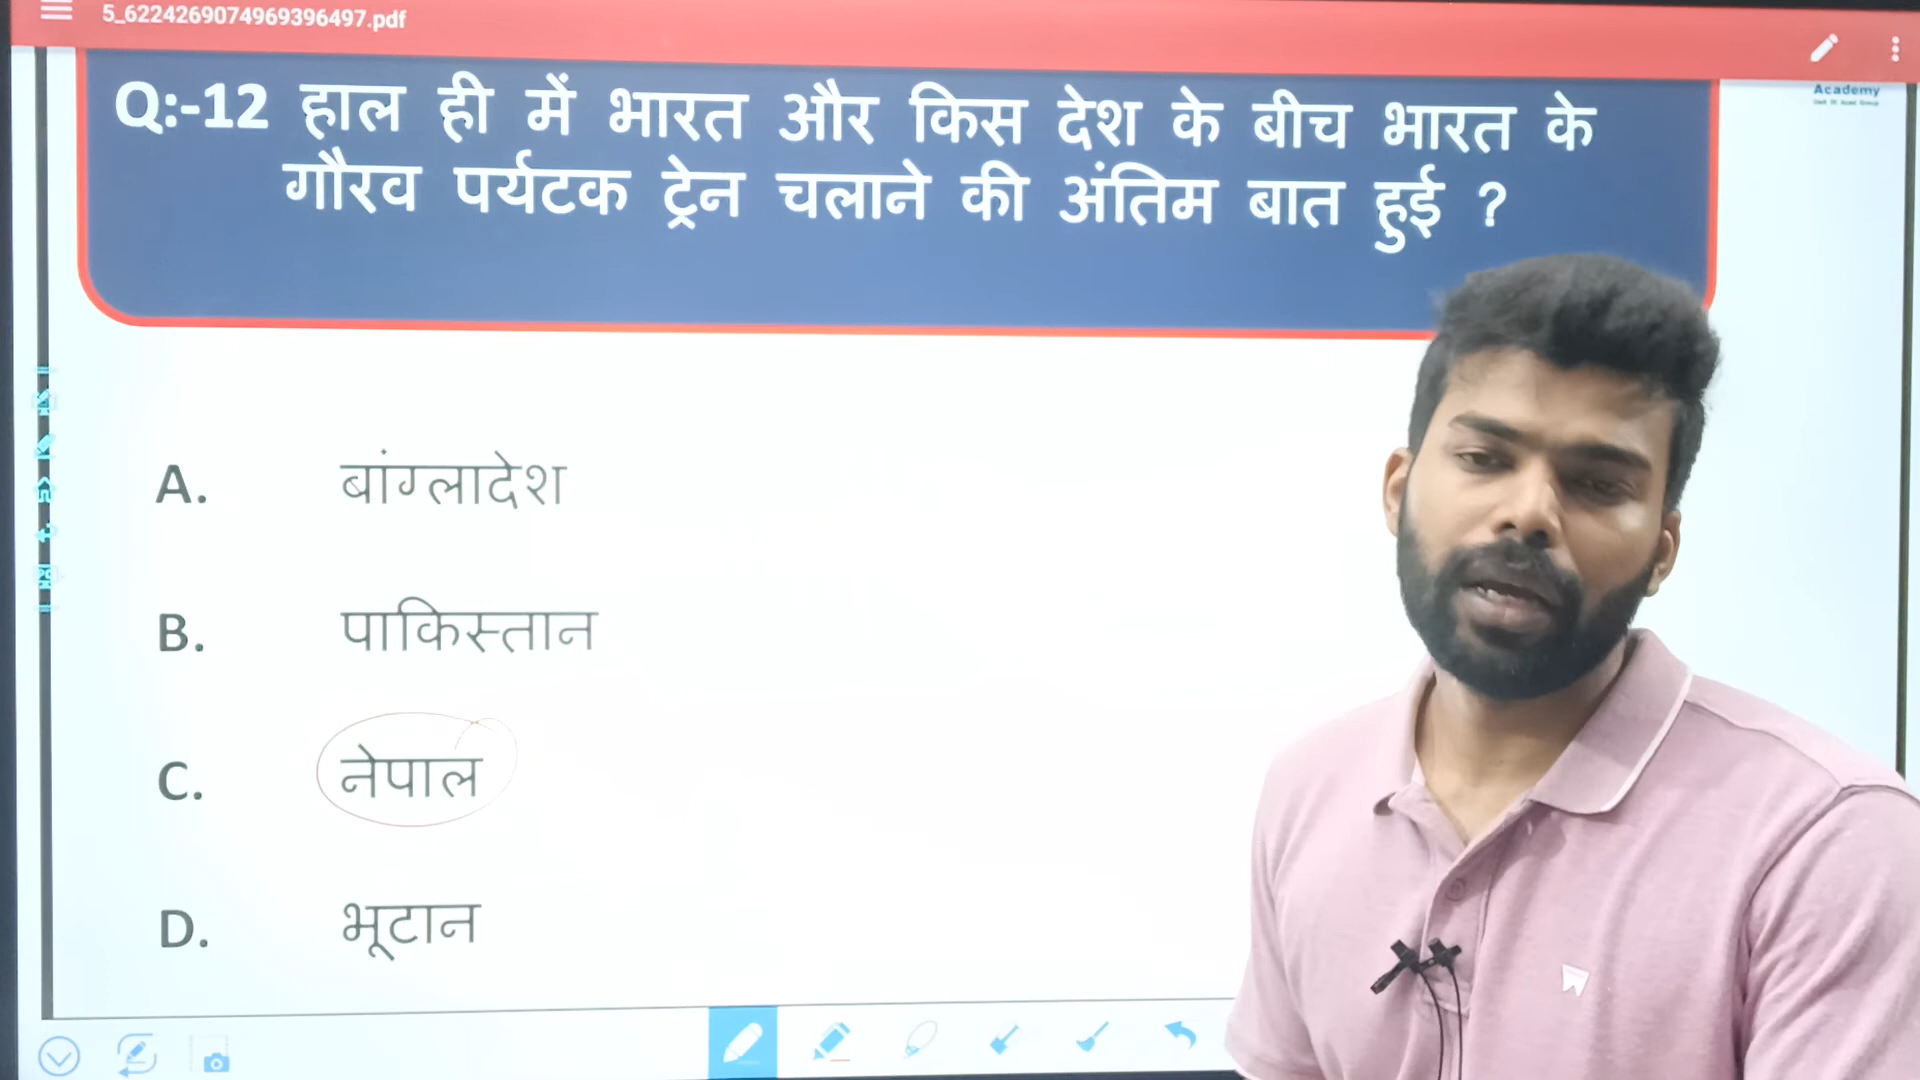 5_6224269074969396497.pdf
Academy
Q:-12 हाल ही में भारत और किस देश के बीच भारत के
गौरव पर्यटक ट्रेन चलाने की अंतिम बात हुई ?
A. बांग्लादेश
B. पाकिस्तान
C. नेपाल
D. भूटान